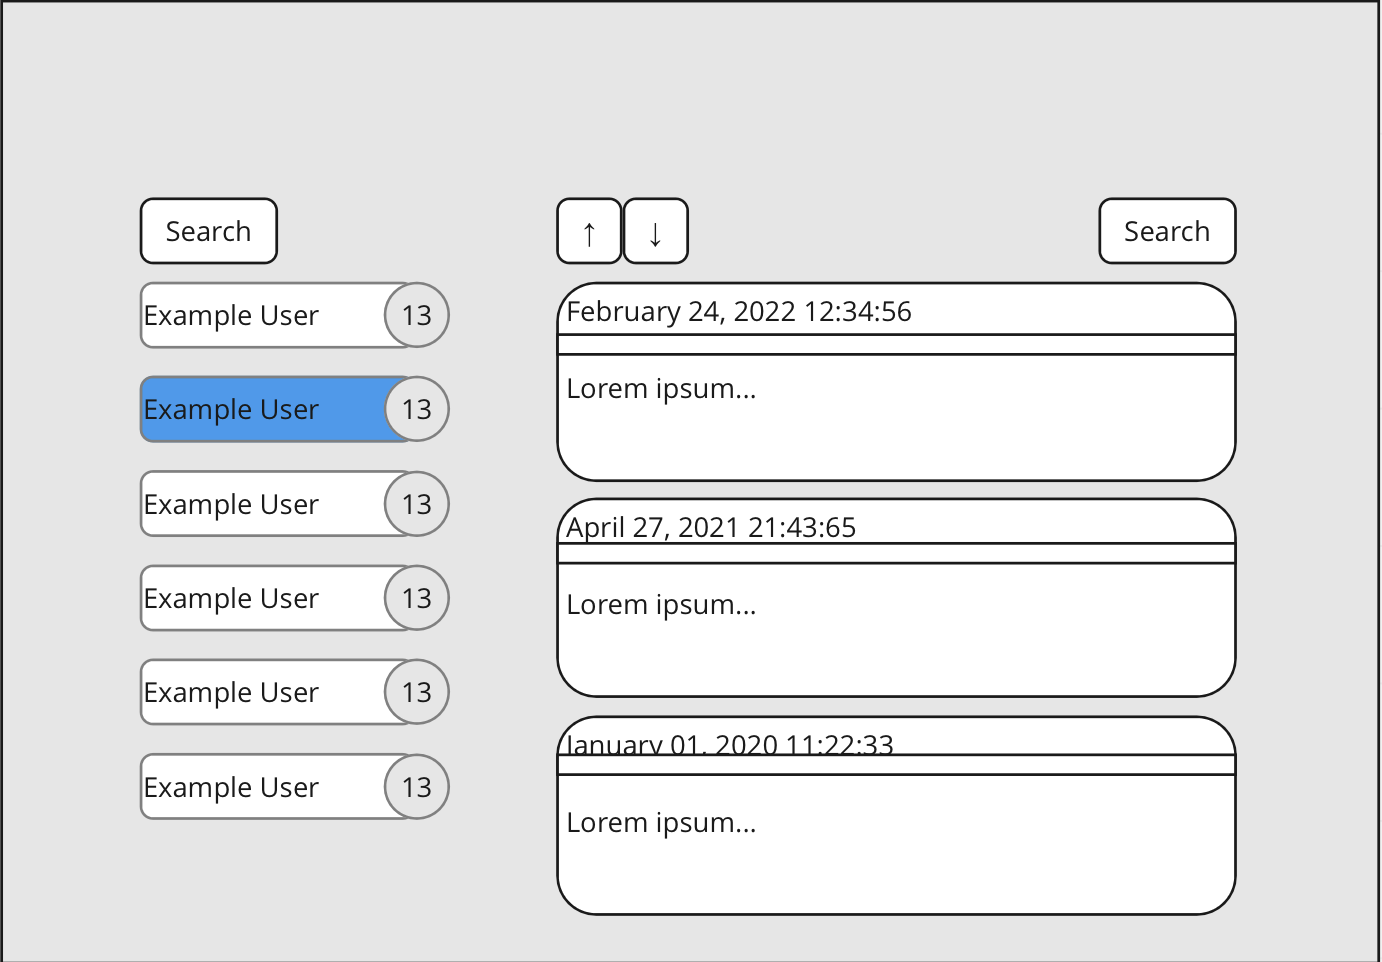 Search
Example User 13
Example User 13
Example User 13
Example User 13
Example User 13
Example User 13
↑ ↓
Search
February 24, 2022 12:34:56
Lorem ipsum...
April 27, 2021 21:43:65
Lorem ipsum...
January 01, 2020 11:22:33
Lorem ipsum...